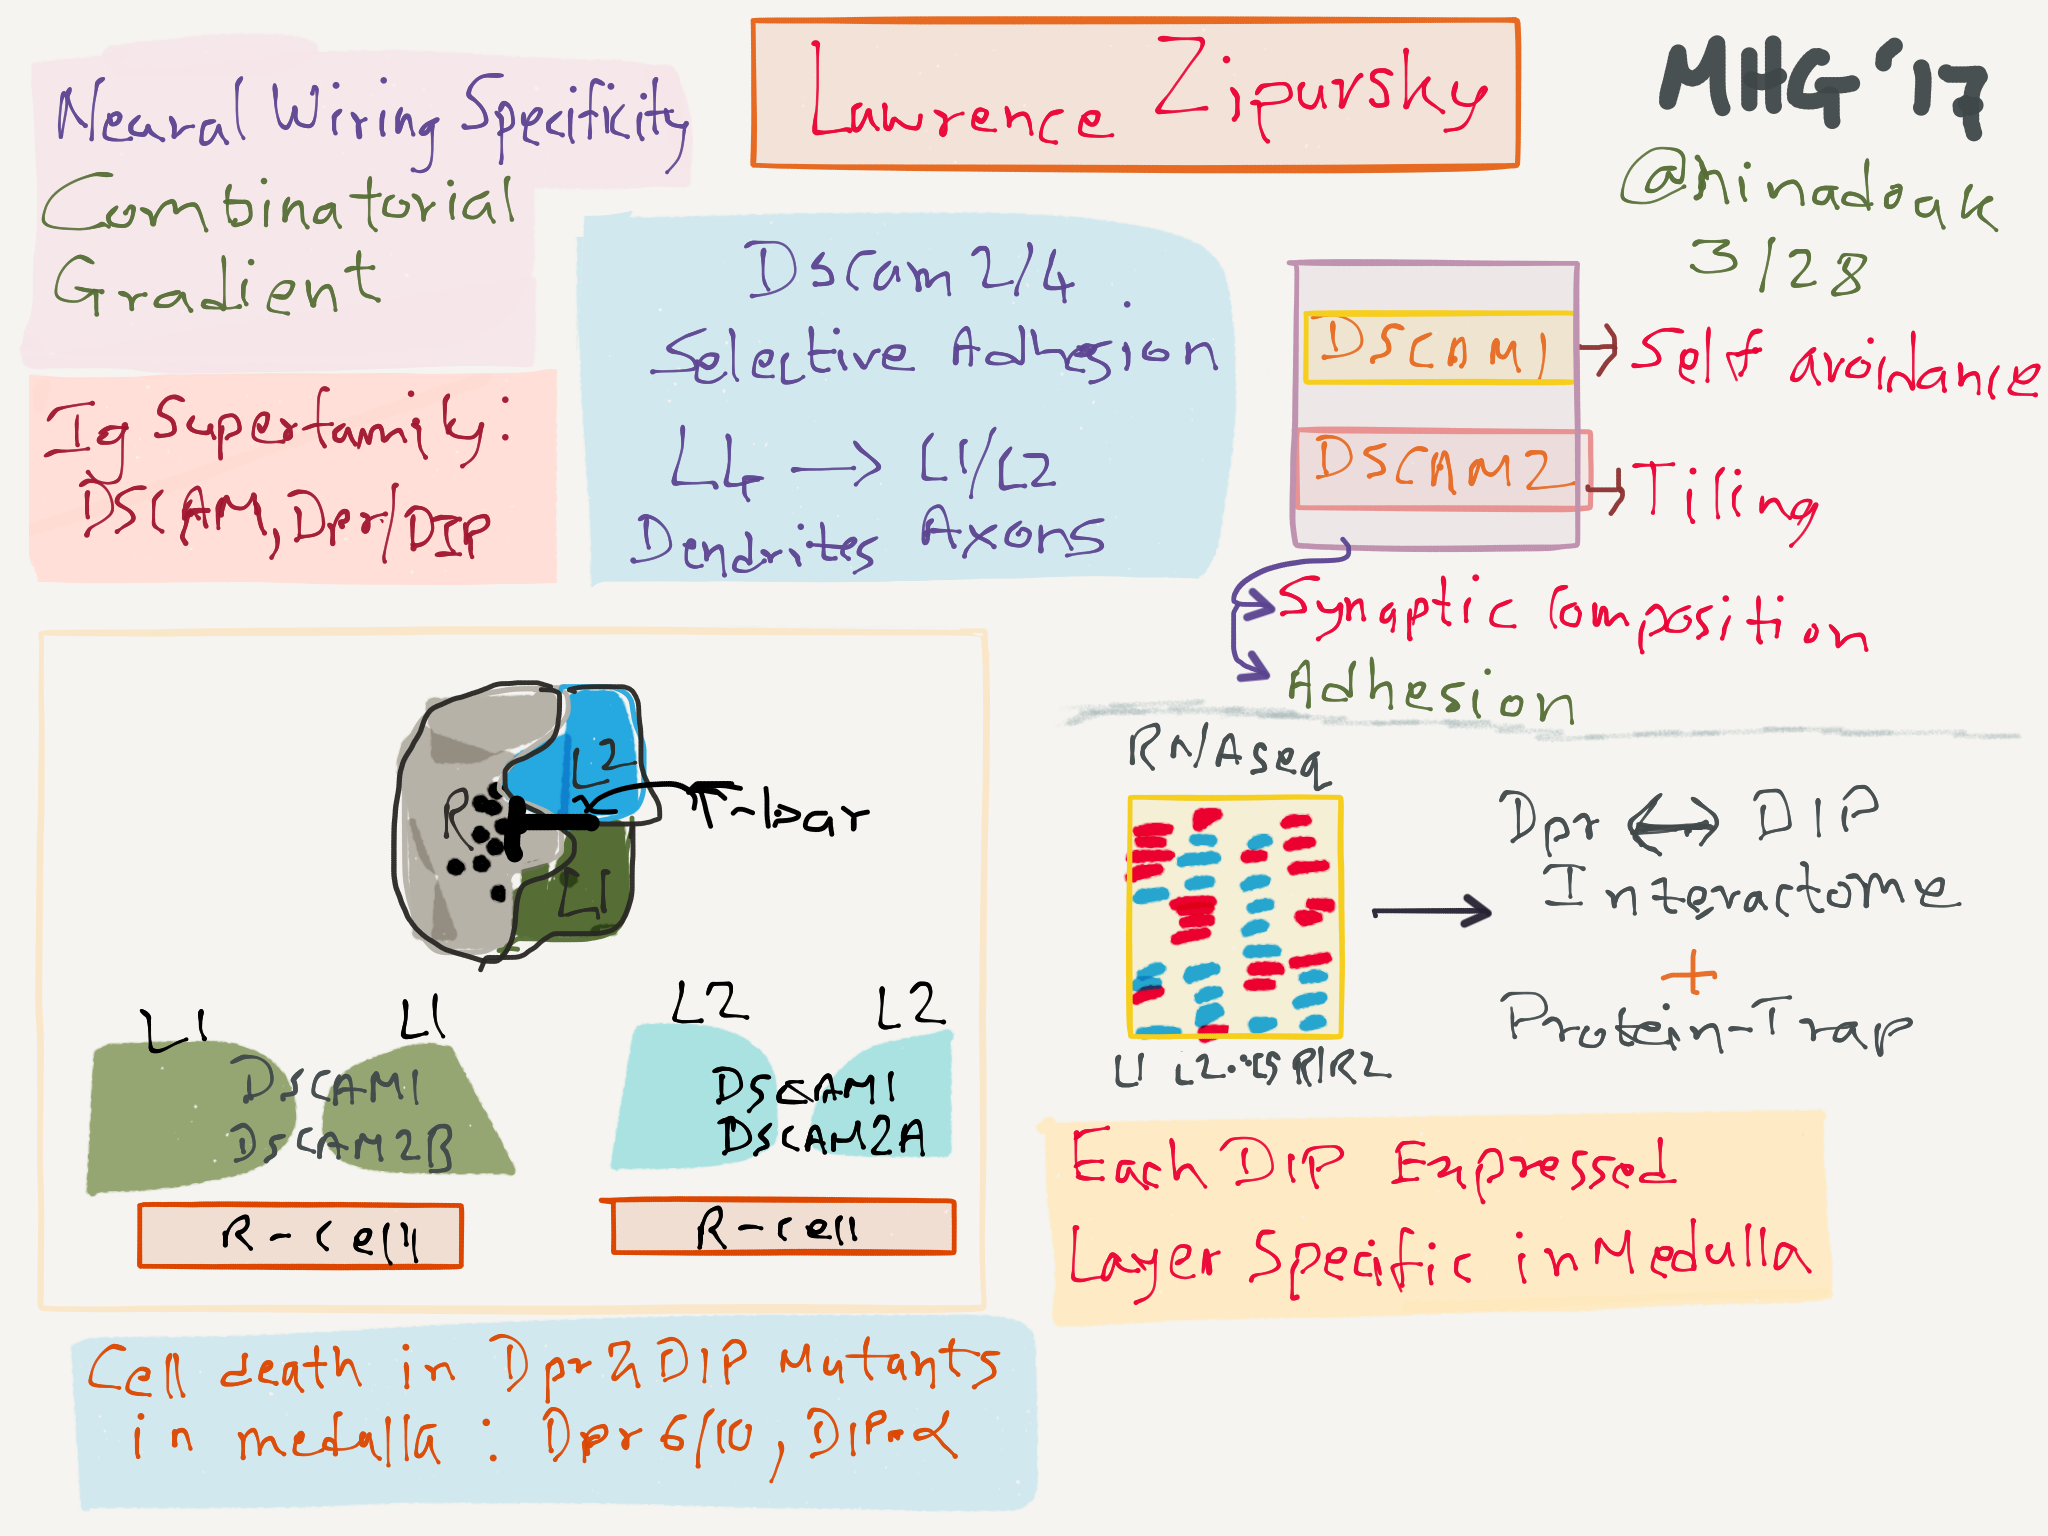 Lawrence Zipursky
MHG '17
@hinadoak
3/28
Neural Wiring Specificity
Combinatorial
Gradient
Ig Superfamily:
DSCAM, Dpr/DIP
Dscam 2/4
Selective Adhesion
L4 → L1/L2
Dendrites Axons
DSCAM1 → Self avoidance
DSCAM2 → Tiling
Synaptic Composition
Adhesion
L2
R
T-bar
L1
L1 L1
DSCAM1
DSCAM2B
R-Cell
L2 L2
DSCAM1
DSCAM2A
R-Cell
RNAseq
L1 L2...L5 R1R2
Dpr ↔ DIP
Interactome
+
Protein-Trap
Each DIP Expressed
Layer Specific in Medulla
Cell death in Dpr & DIP Mutants
in medulla: Dpr 6/10, DIP-α